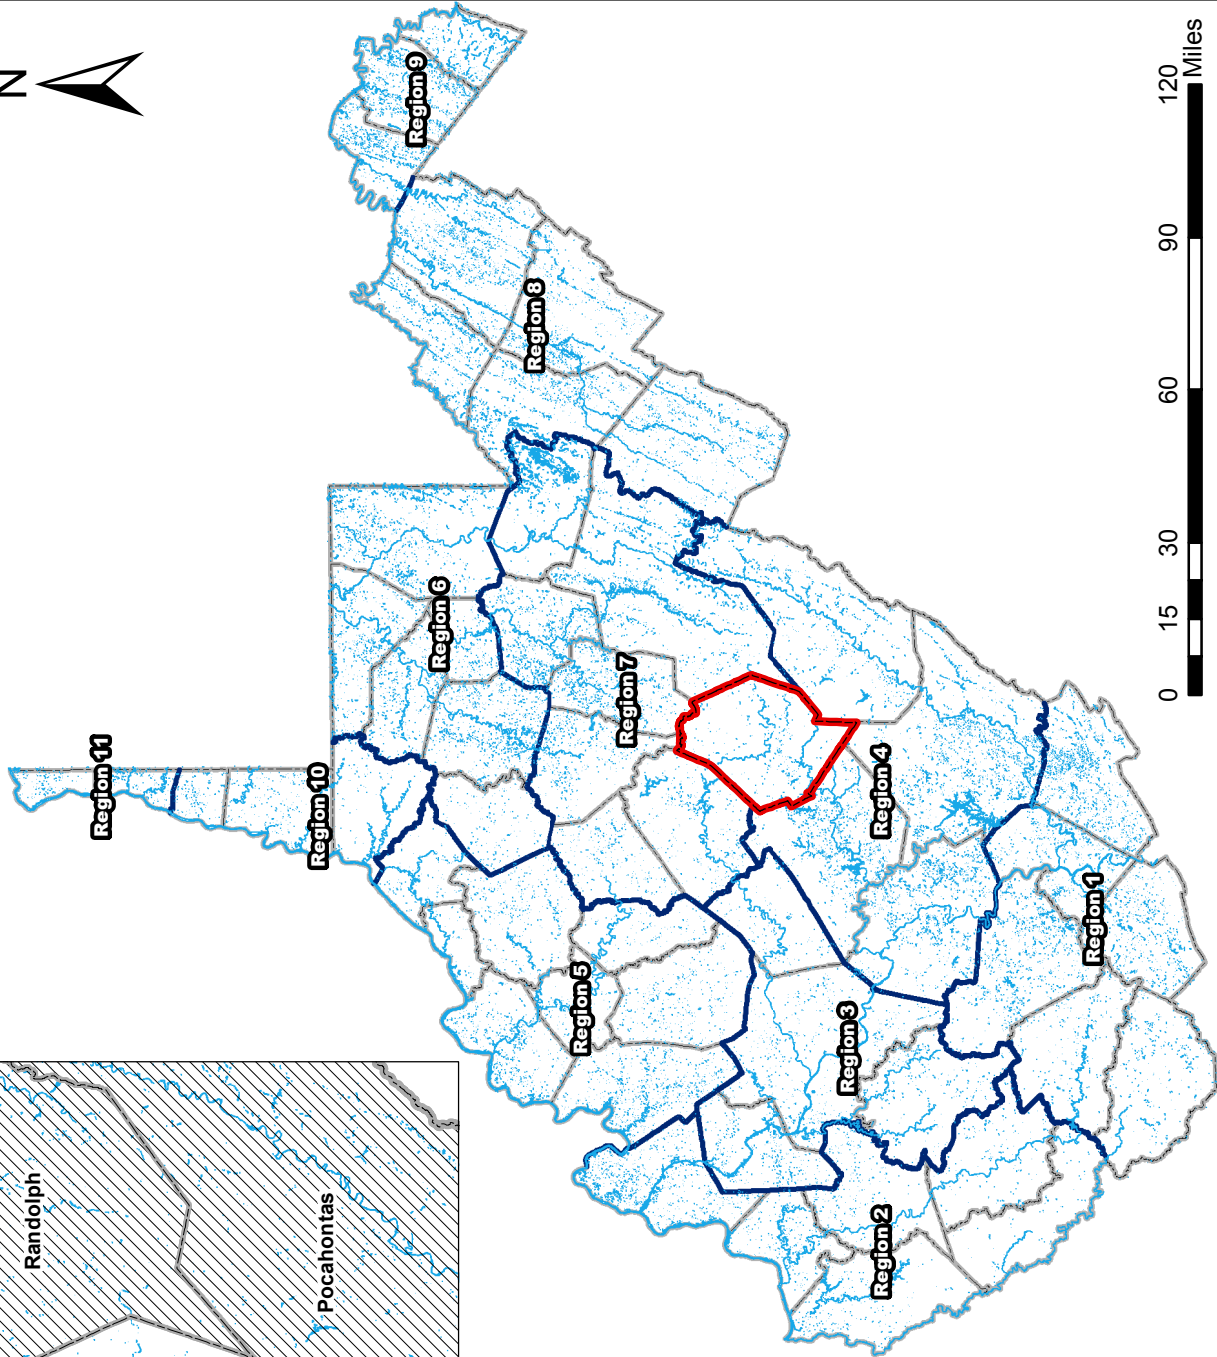 N
Region 9
Region 8
Region 6
Region 7
Region 11
Region 10
Region 4
Region 1
Region 5
Region 3
Region 2
Randolph
Pocahontas
0 15 30 60 90 120
Miles